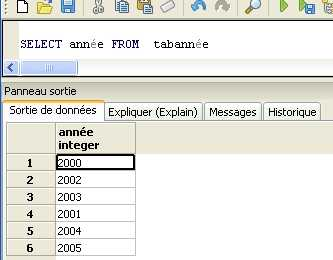 SELECT année FROM tabannée
Panneau sortie
Sortie de données Expliquer (Explain) Messages Historique
année
integer
1 2000
2 2002
3 2003
4 2001
5 2004
6 2005